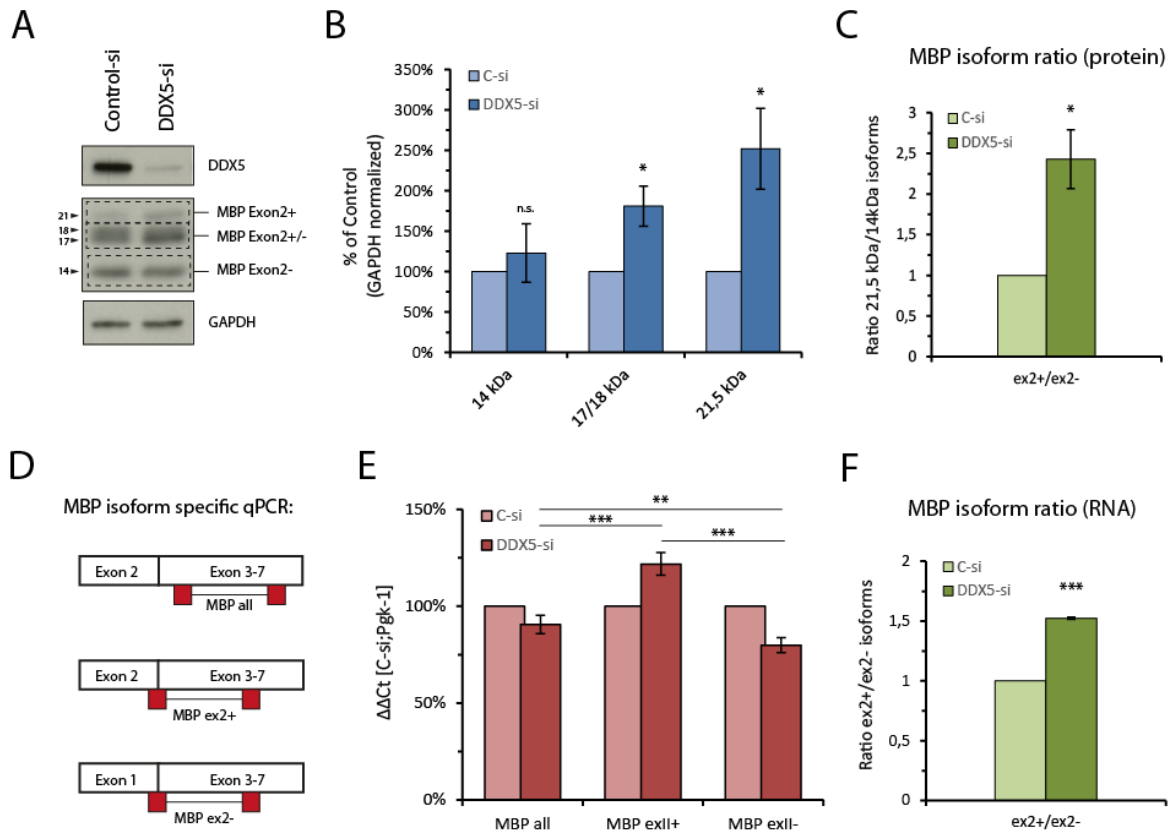 A
Control-si
DDX5-si
DDX5
21
MBP Exon2+
18
17
MBP Exon2+/-
14
MBP Exon2-
GAPDH
B
C-si
DDX5-si
% of Control
(GAPDH normalized)
400%
350%
300%
250%
200%
150%
100%
50%
0%
n.s.
*
*
14 kDa
17/18 kDa
21,5 kDa
C
MBP isoform ratio (protein)
C-si
DDX5-si
Ratio 21,5 kDa/14kDa isoforms
3
2,5
2
1,5
1
0,5
0
*
ex2+/ex2-
D
MBP isoform specific qPCR:
Exon 2
Exon 3-7
MBP all
Exon 2
Exon 3-7
MBP ex2+
Exon 1
Exon 3-7
MBP ex2-
E
C-si
DDX5-si
ΔΔCt [C-si;Pgk-1]
150%
100%
50%
0%
**
***
***
MBP all
MBP exII+
MBP exII-
F
MBP isoform ratio (RNA)
C-si
DDX5-si
Ratio ex2+/ex2- isoforms
2
1,5
1
0,5
0
***
ex2+/ex2-